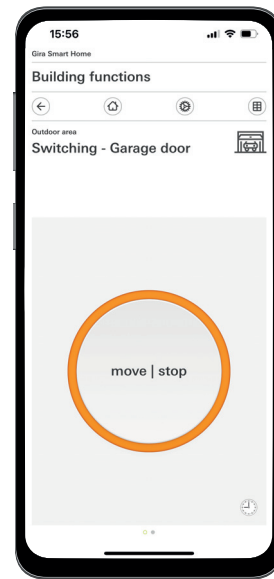 15:56
Gira Smart Home
Building functions
Outdoor area
Switching - Garage door
move | stop